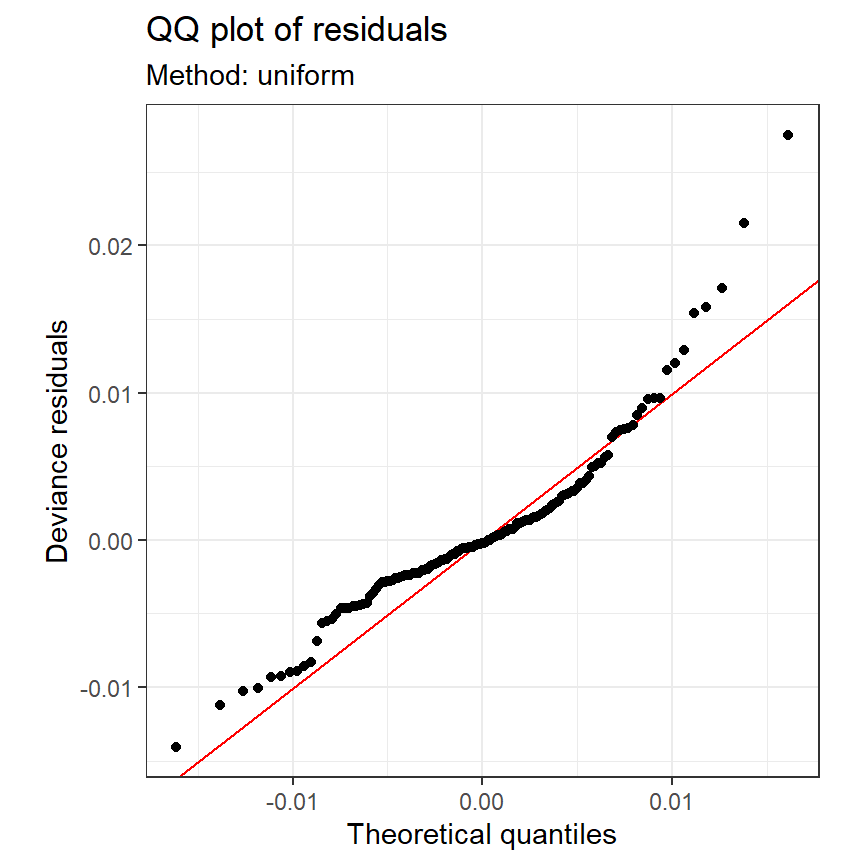 QQ plot of residuals
Method: uniform
0.02
0.01
0.00
-0.01
Deviance residuals
-0.01 0.00 0.01
Theoretical quantiles